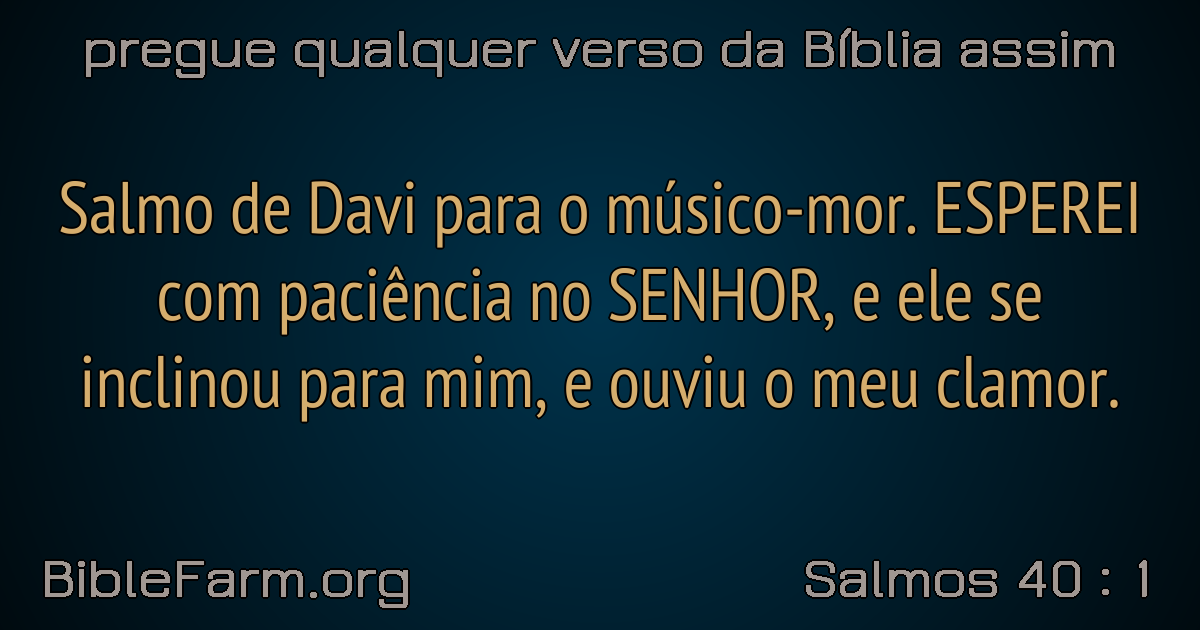 pregue qualquer verso da Bíblia assim
Salmo de Davi para o músico-mor. ESPEREI
com paciência no SENHOR, e ele se
inclinou para mim, e ouviu o meu clamor.
BibleFarm.org
Salmos 40 : 1